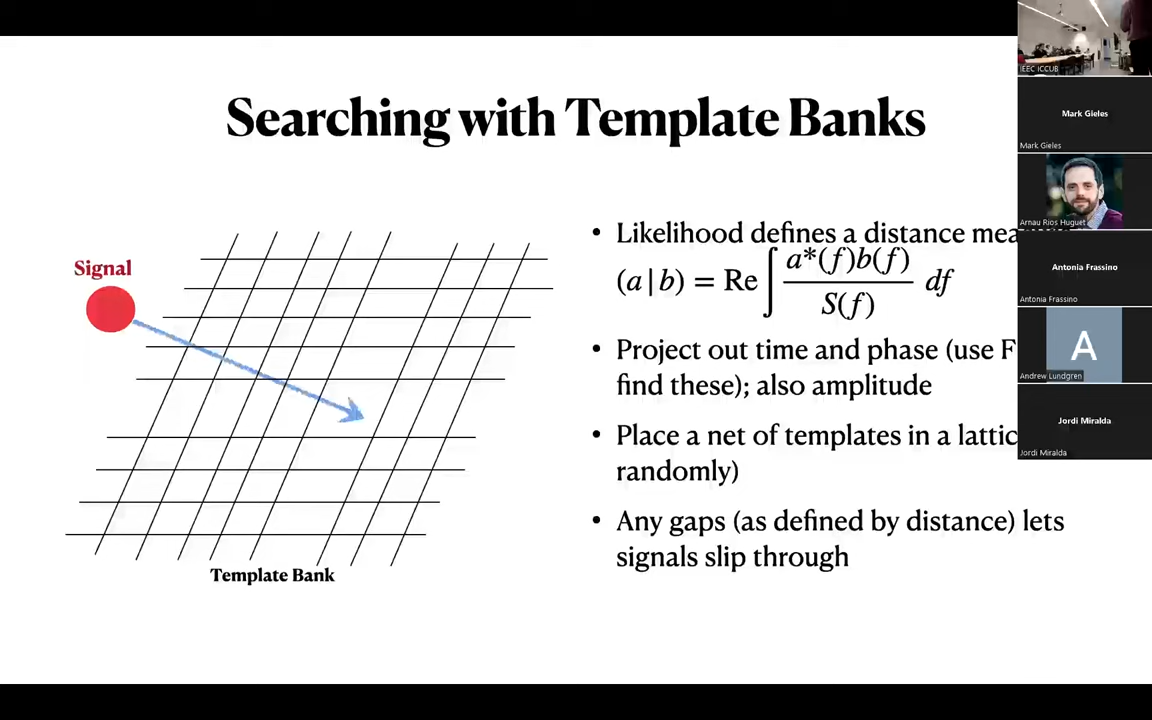 Searching with Template Banks
Signal
Template Bank
• Likelihood defines a distance
(a|b) = Re ∫ a*(f)b(f) / S(f) df
• Project out time and phase (use
find these); also amplitude
• Place a net of templates in a
randomly)
• Any gaps (as defined by distance) lets
signals slip through
IEEC ICCUB
Mark Gieles
Mark Gieles
Arnau Rios Huguet
Antonia Frassino
Antonia Frassino
A
Andrew Lundgren
Jordi Miralda
Jordi Miralda